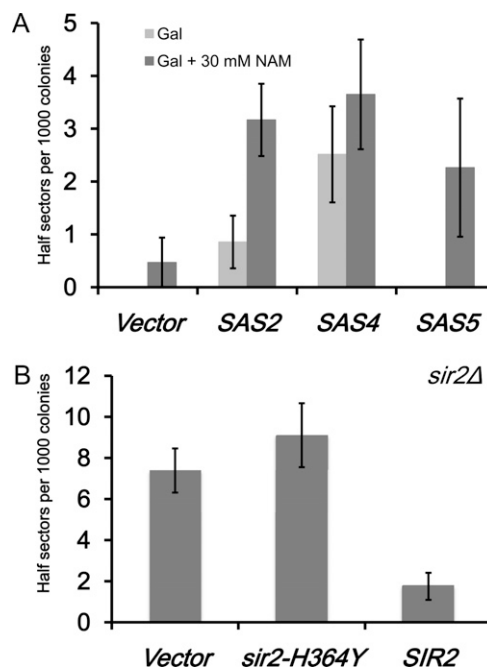 A
Half sectors per 1000 colonies
5
4
3
2
1
0
Gal
Gal + 30 mM NAM
Vector SAS2 SAS4 SAS5
B
sir2Δ
Half sectors per 1000 colonies
12
10
8
6
4
2
0
Vector sir2-H364Y SIR2